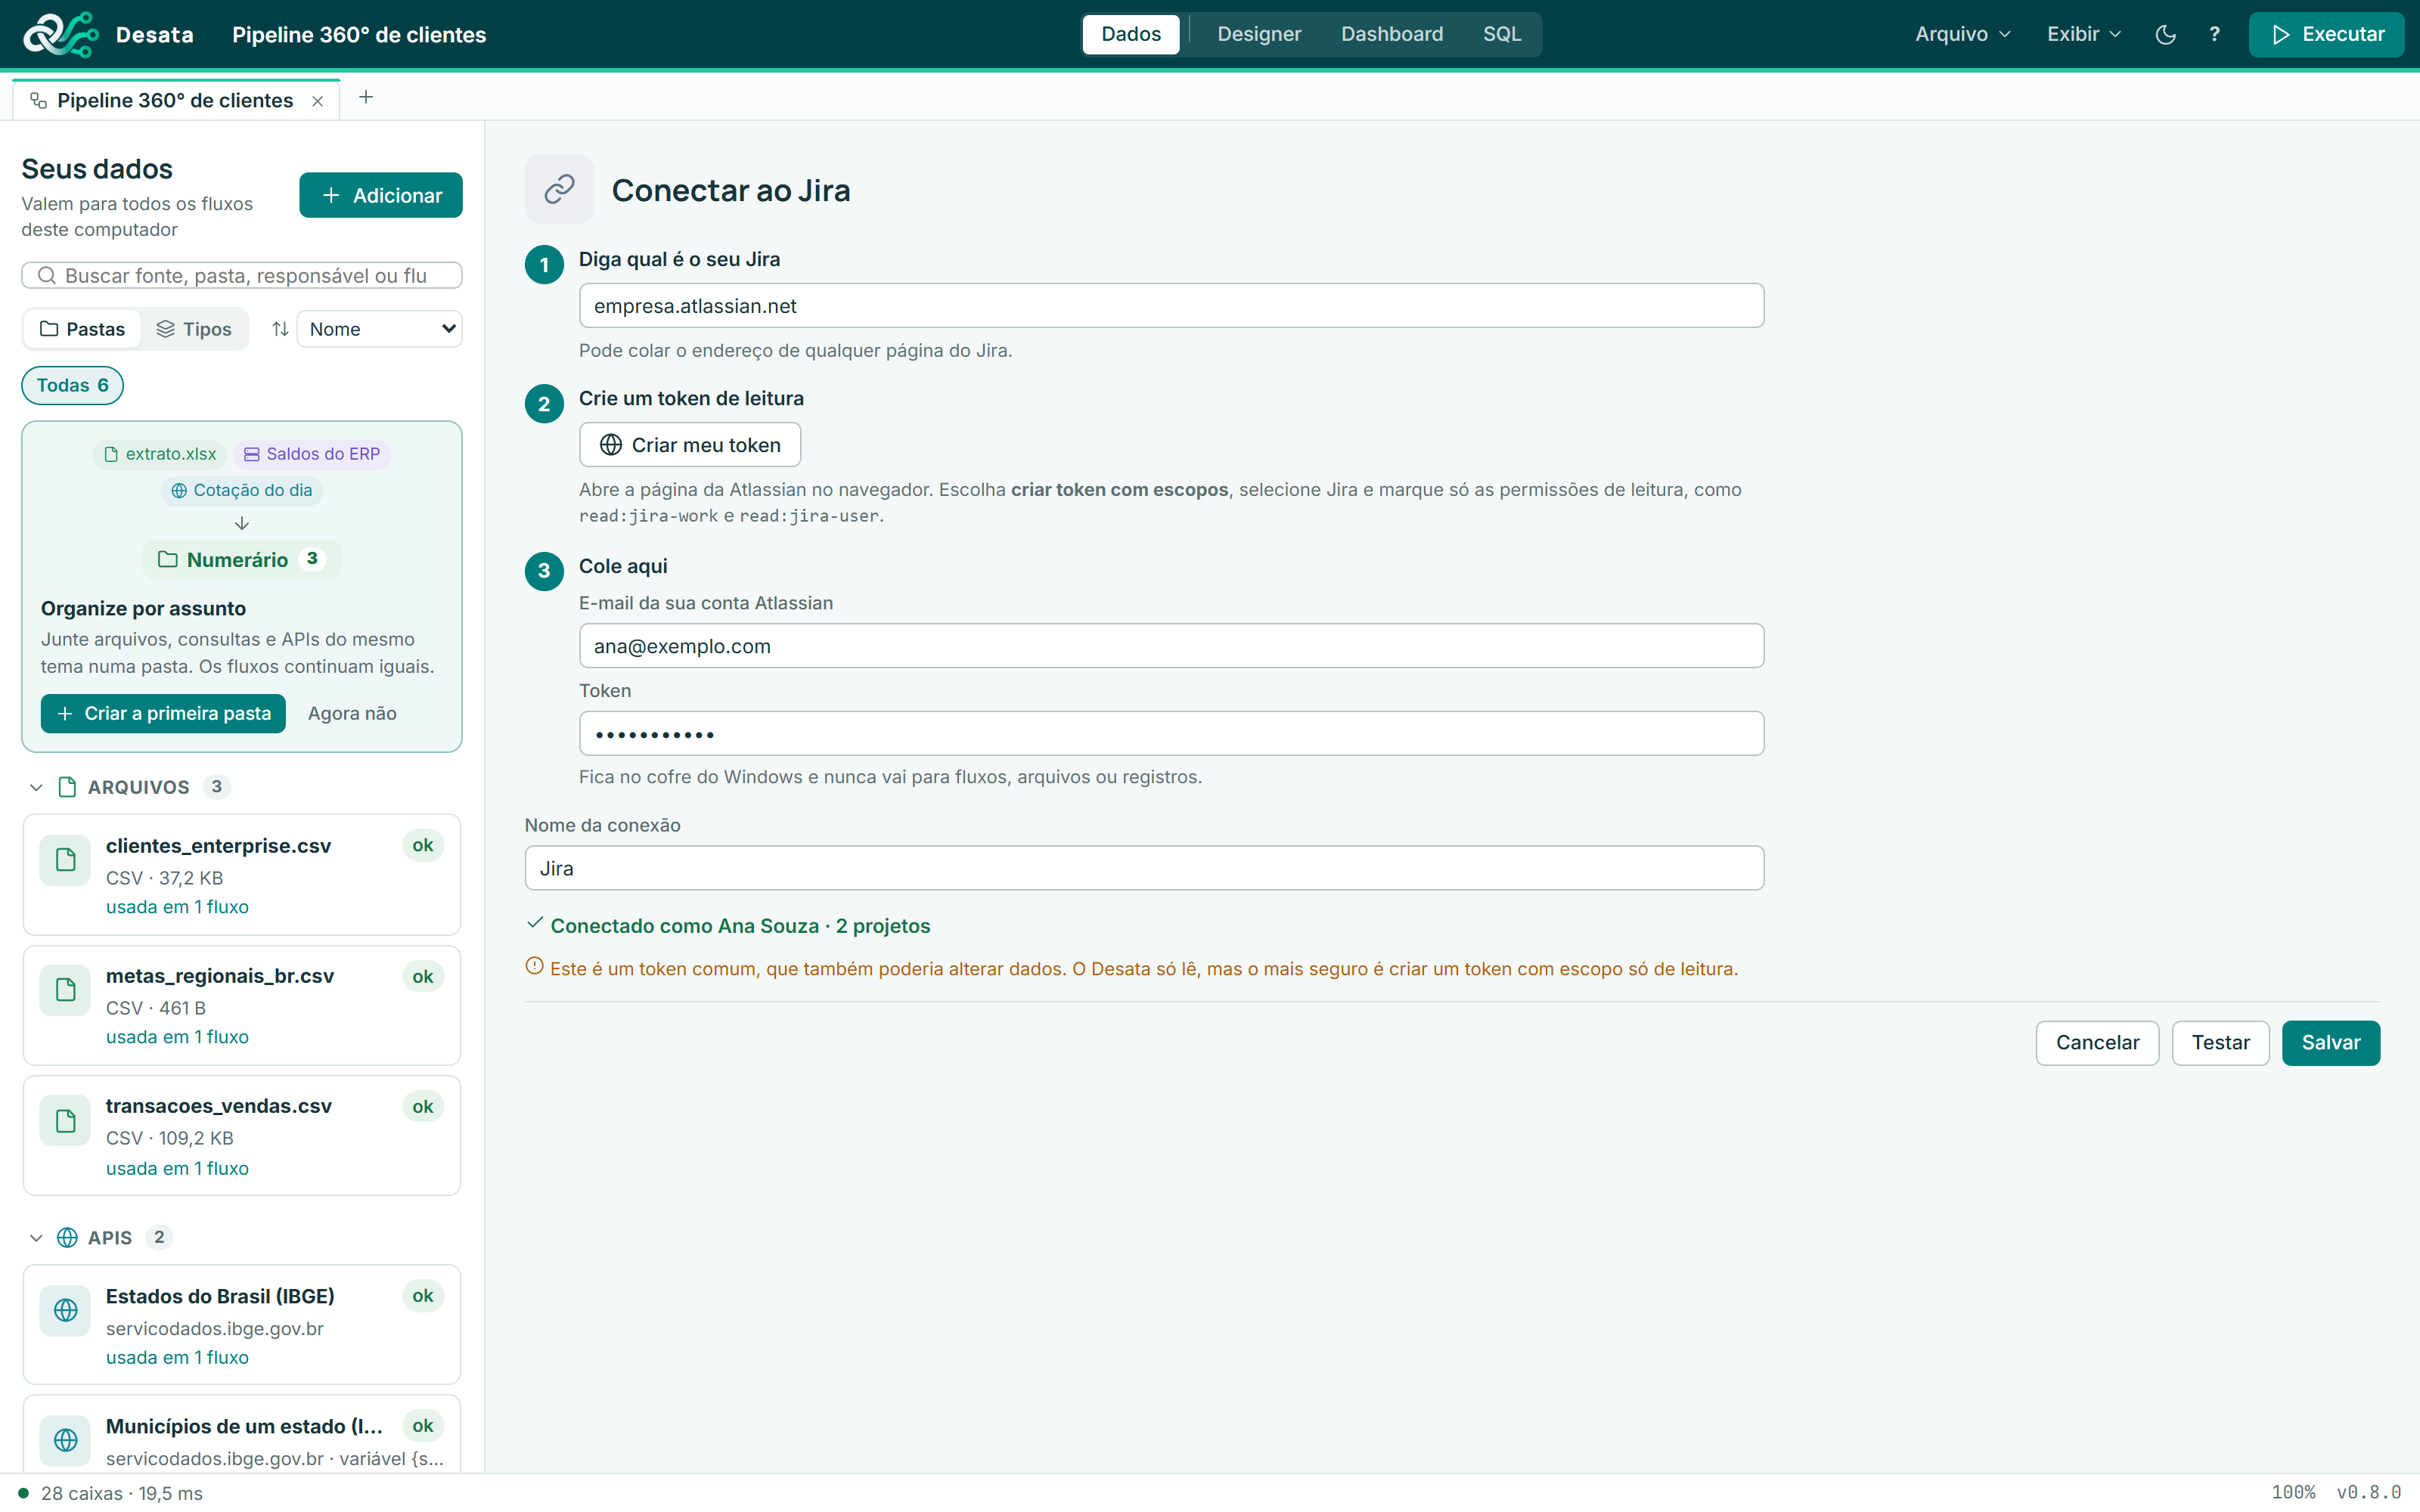 Desata
Pipeline 360° de clientes
Dados
Designer
Dashboard
SQL
Arquivo
Exibir
?
Executar
Pipeline 360° de clientes
Seus dados
Valem para todos os fluxos
deste computador
Adicionar
Buscar fonte, pasta, responsável ou flu
Pastas
Tipos
Nome
Todas 6
extrato.xlsx
Saldos do ERP
Cotação do dia
Numerário 3
Organize por assunto
Junte arquivos, consultas e APIs do mesmo
tema numa pasta. Os fluxos continuam iguais.
Criar a primeira pasta
Agora não
ARQUIVOS 3
clientes_enterprise.csv
ok
CSV · 37,2 KB
usada em 1 fluxo
metas_regionais_br.csv
ok
CSV · 461 B
usada em 1 fluxo
transacoes_vendas.csv
ok
CSV · 109,2 KB
usada em 1 fluxo
APIS 2
Estados do Brasil (IBGE)
ok
servicodados.ibge.gov.br
usada em 1 fluxo
Municípios de um estado (I...
ok
servicodados.ibge.gov.br · variável {s...
Conectar ao Jira
1
Diga qual é o seu Jira
empresa.atlassian.net
Pode colar o endereço de qualquer página do Jira.
2
Crie um token de leitura
Criar meu token
Abre a página da Atlassian no navegador. Escolha criar token com escopos, selecione Jira e marque só as permissões de leitura, como
read:jira-work e read:jira-user.
3
Cole aqui
E-mail da sua conta Atlassian
ana@exemplo.com
Token
•••••••••••
Fica no cofre do Windows e nunca vai para fluxos, arquivos ou registros.
Nome da conexão
Jira
Conectado como Ana Souza · 2 projetos
Este é um token comum, que também poderia alterar dados. O Desata só lê, mas o mais seguro é criar um token com escopo só de leitura.
Cancelar
Testar
Salvar
28 caixas · 19,5 ms
100%
v0.8.0